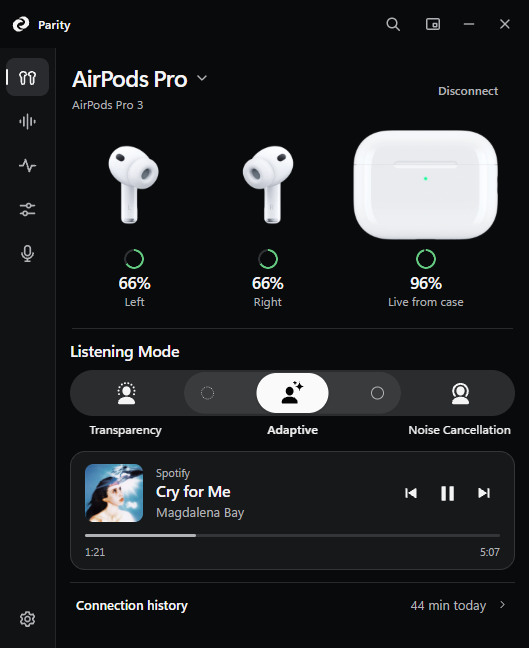 Parity
AirPods Pro
AirPods Pro 3
Disconnect
66%
Left
66%
Right
96%
Live from case
Listening Mode
Transparency
Adaptive
Noise Cancellation
Spotify
Cry for Me
Magdalena Bay
1:21
5:07
Connection history
44 min today